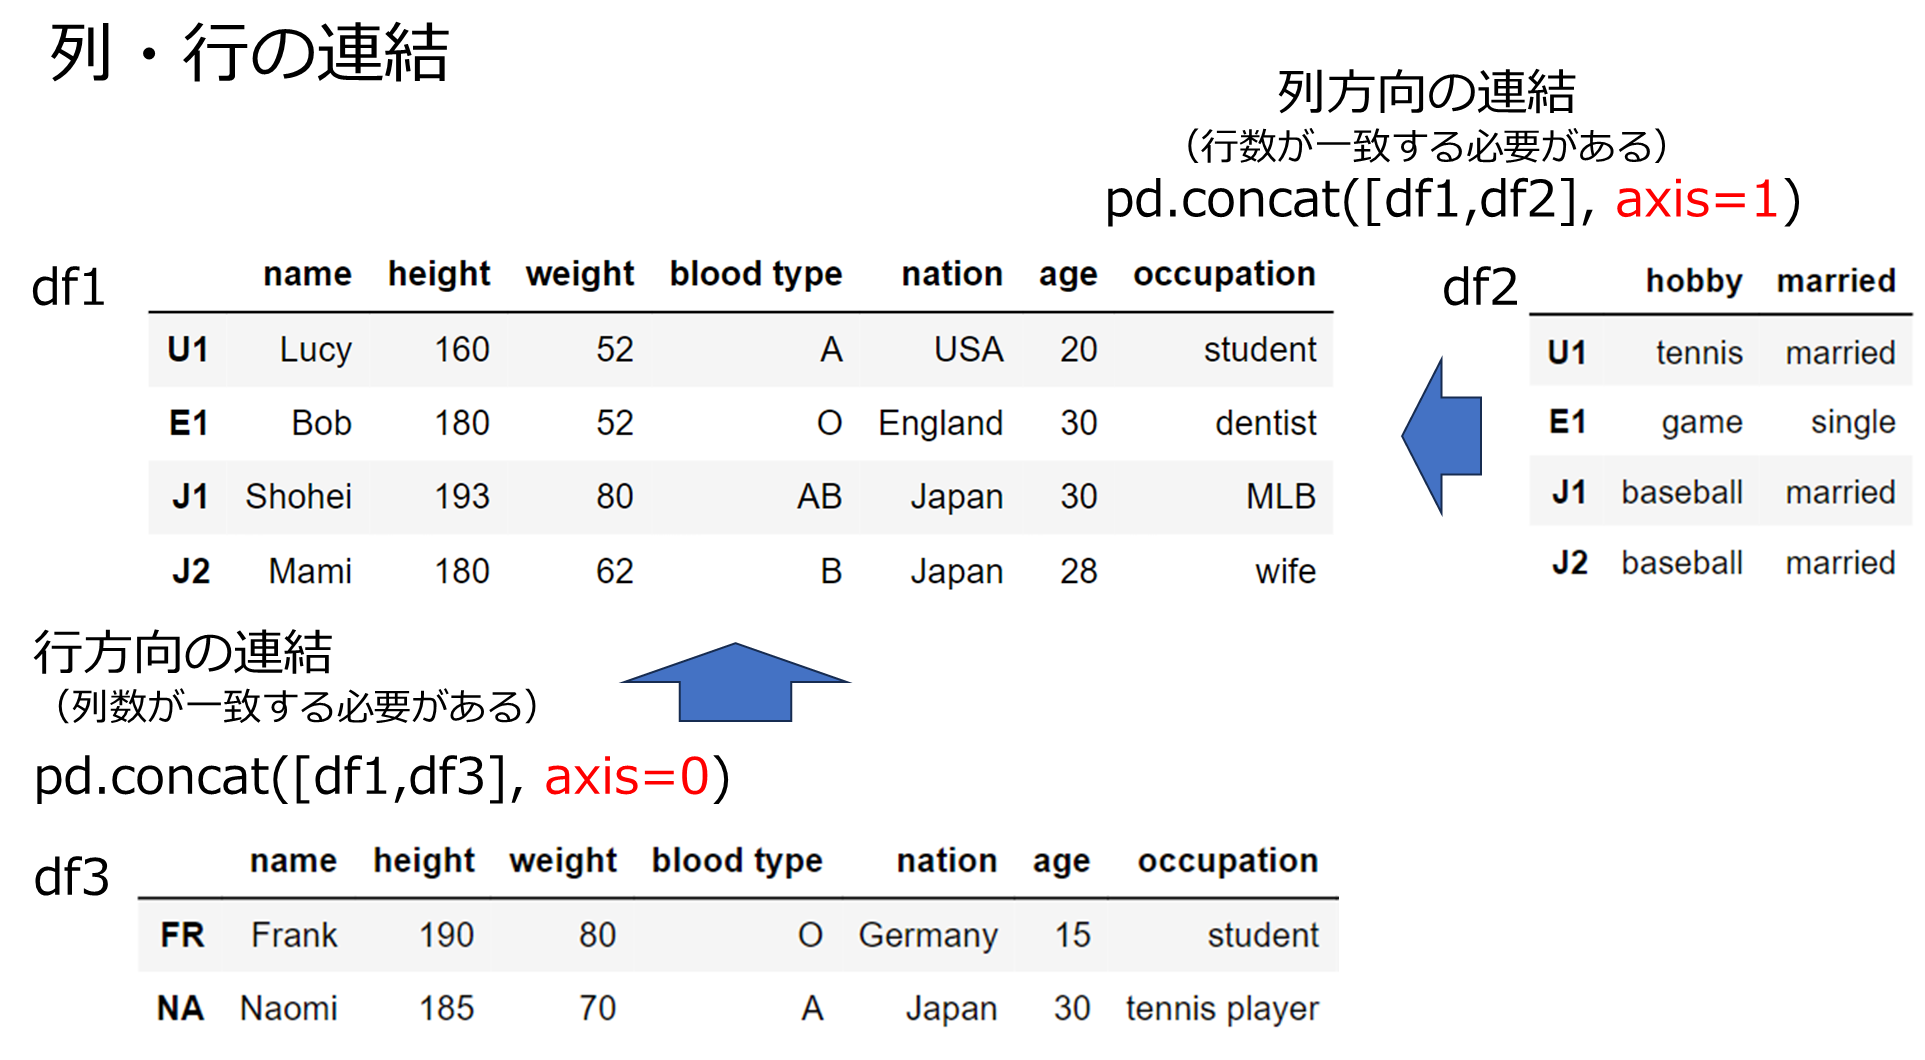 列・行の連結
列方向の連結
（行数が一致する必要がある）
pd.concat([df1,df2], axis=1)
df1
name height weight blood type nation age occupation
U1 Lucy 160 52 A USA 20 student
E1 Bob 180 52 O England 30 dentist
J1 Shohei 193 80 AB Japan 30 MLB
J2 Mami 180 62 B Japan 28 wife
df2
hobby married
U1 tennis married
E1 game single
J1 baseball married
J2 baseball married
行方向の連結
（列数が一致する必要がある）
pd.concat([df1,df3], axis=0)
df3
name height weight blood type nation age occupation
FR Frank 190 80 O Germany 15 student
NA Naomi 185 70 A Japan 30 tennis player